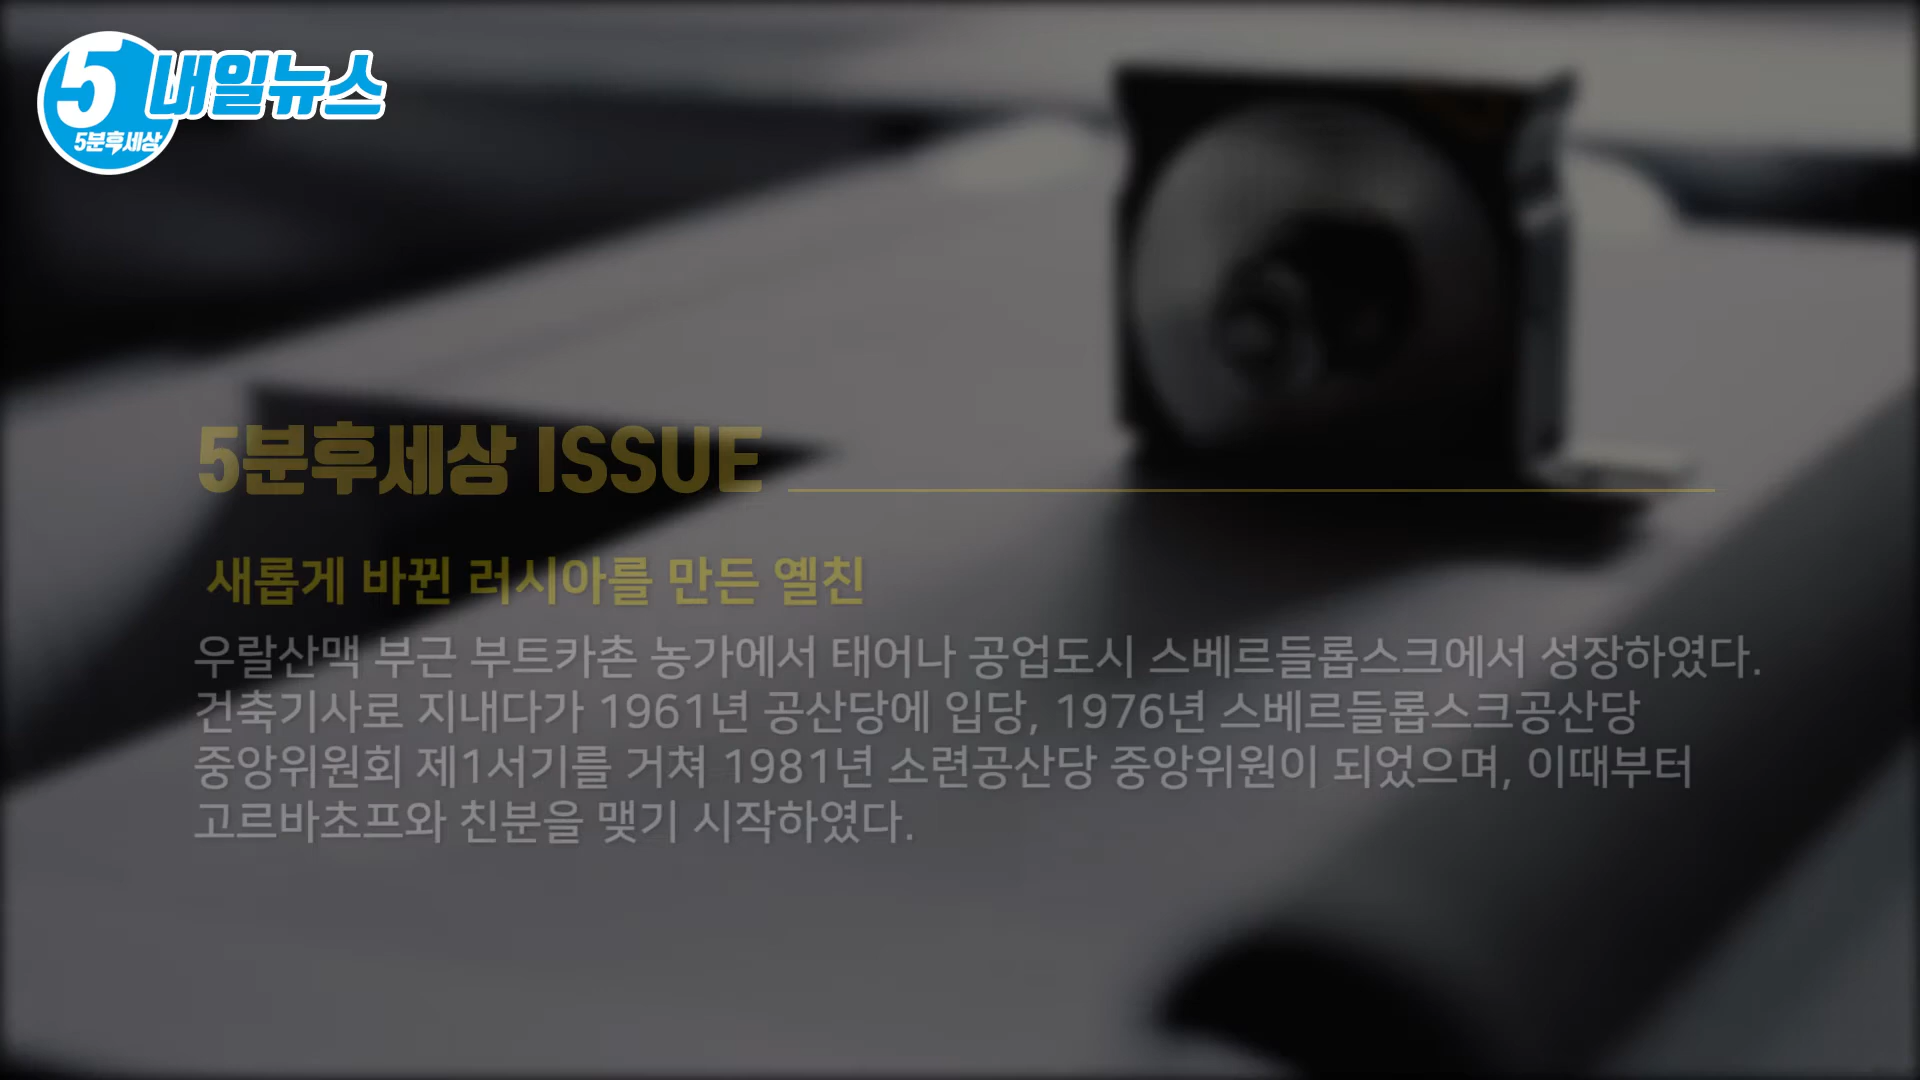 5 내일뉴스
5분후세상
5분후세상 ISSUE
새롭게 바뀐 러시아를 만든 옐친
우랄산맥 부근 부트카촌 농가에서 태어나 공업도시 스베르들롭스크에서 성장하였다.
건축기사로 지내다가 1961년 공산당에 입당, 1976년 스베르들롭스크공산당
중앙위원회 제1서기를 거쳐 1981년 소련공산당 중앙위원이 되었으며, 이때부터
고르바초프와 친분을 맺기 시작하였다.